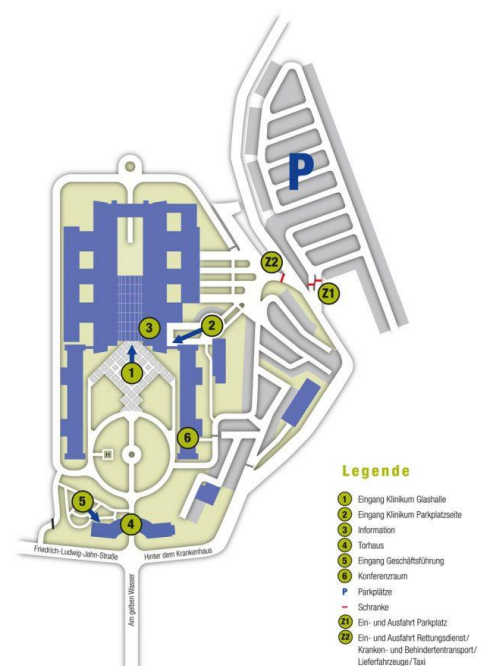 P
Z2
Z1
3
2
1
6
H
5
4
Friedrich-Ludwig-Jahn-Straße
Hinter dem Krankenhaus
Am gelben Wasser
Legende
1 Eingang Klinikum Glashalle
2 Eingang Klinikum Parkplatzseite
3 Information
4 Torhaus
5 Eingang Geschäftsführung
6 Konferenzraum
P Parkplätze
Schranke
Z1 Ein- und Ausfahrt Parkplatz
Z2 Ein- und Ausfahrt Rettungsdienst/
Kranken- und Behindertentransport/
Lieferfahrzeuge/Taxi